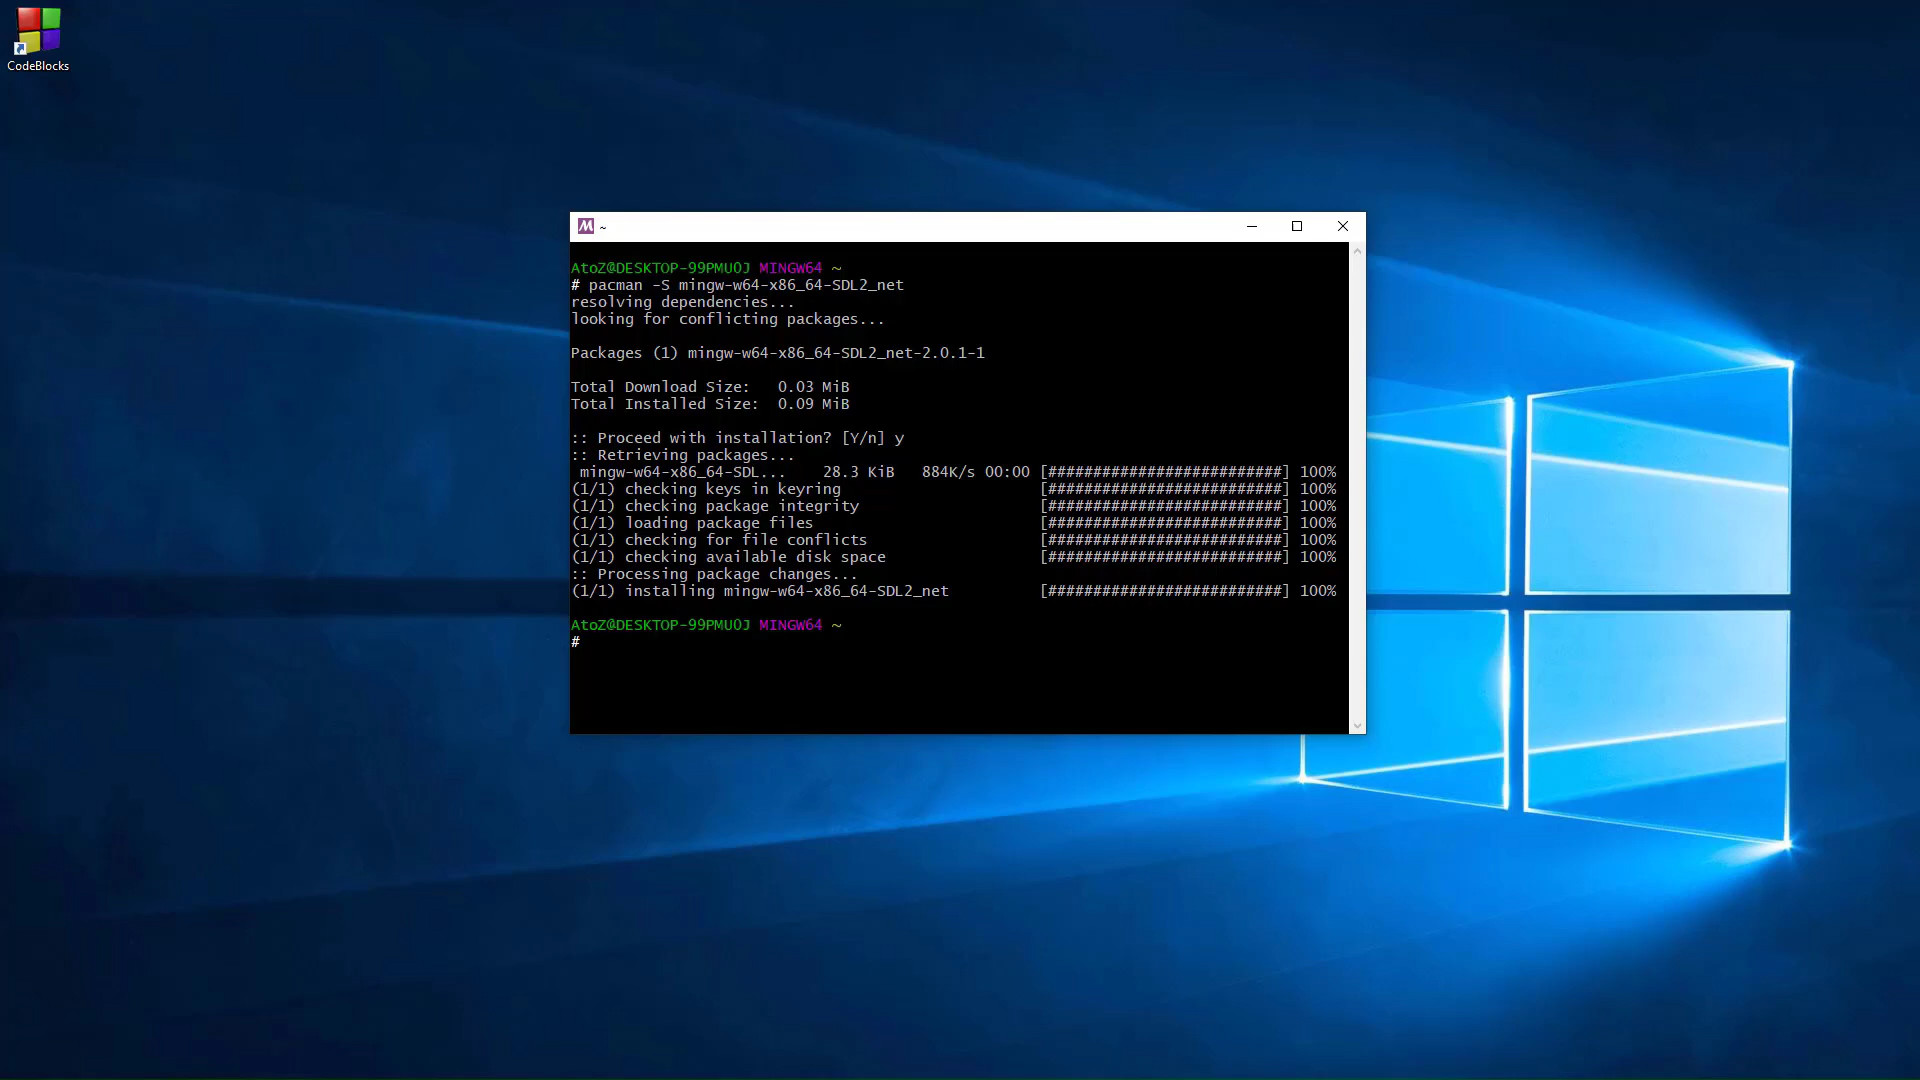 CodeBlocks
~
AtoZ@DESKTOP-99PMUOJ MINGW64 ~
# pacman -S mingw-w64-x86_64-SDL2_net
resolving dependencies...
looking for conflicting packages...
Packages (1) mingw-w64-x86_64-SDL2_net-2.0.1-1
Total Download Size:   0.03 MiB
Total Installed Size:  0.09 MiB
:: Proceed with installation? [Y/n] y
:: Retrieving packages...
mingw-w64-x86_64-SDL...    28.3 KiB   884K/s 00:00 [##########################] 100%
(1/1) checking keys in keyring                      [##########################] 100%
(1/1) checking package integrity                    [##########################] 100%
(1/1) loading package files                         [##########################] 100%
(1/1) checking for file conflicts                   [##########################] 100%
(1/1) checking available disk space                 [##########################] 100%
:: Processing package changes...
(1/1) installing mingw-w64-x86_64-SDL2_net          [##########################] 100%
AtoZ@DESKTOP-99PMUOJ MINGW64 ~
#